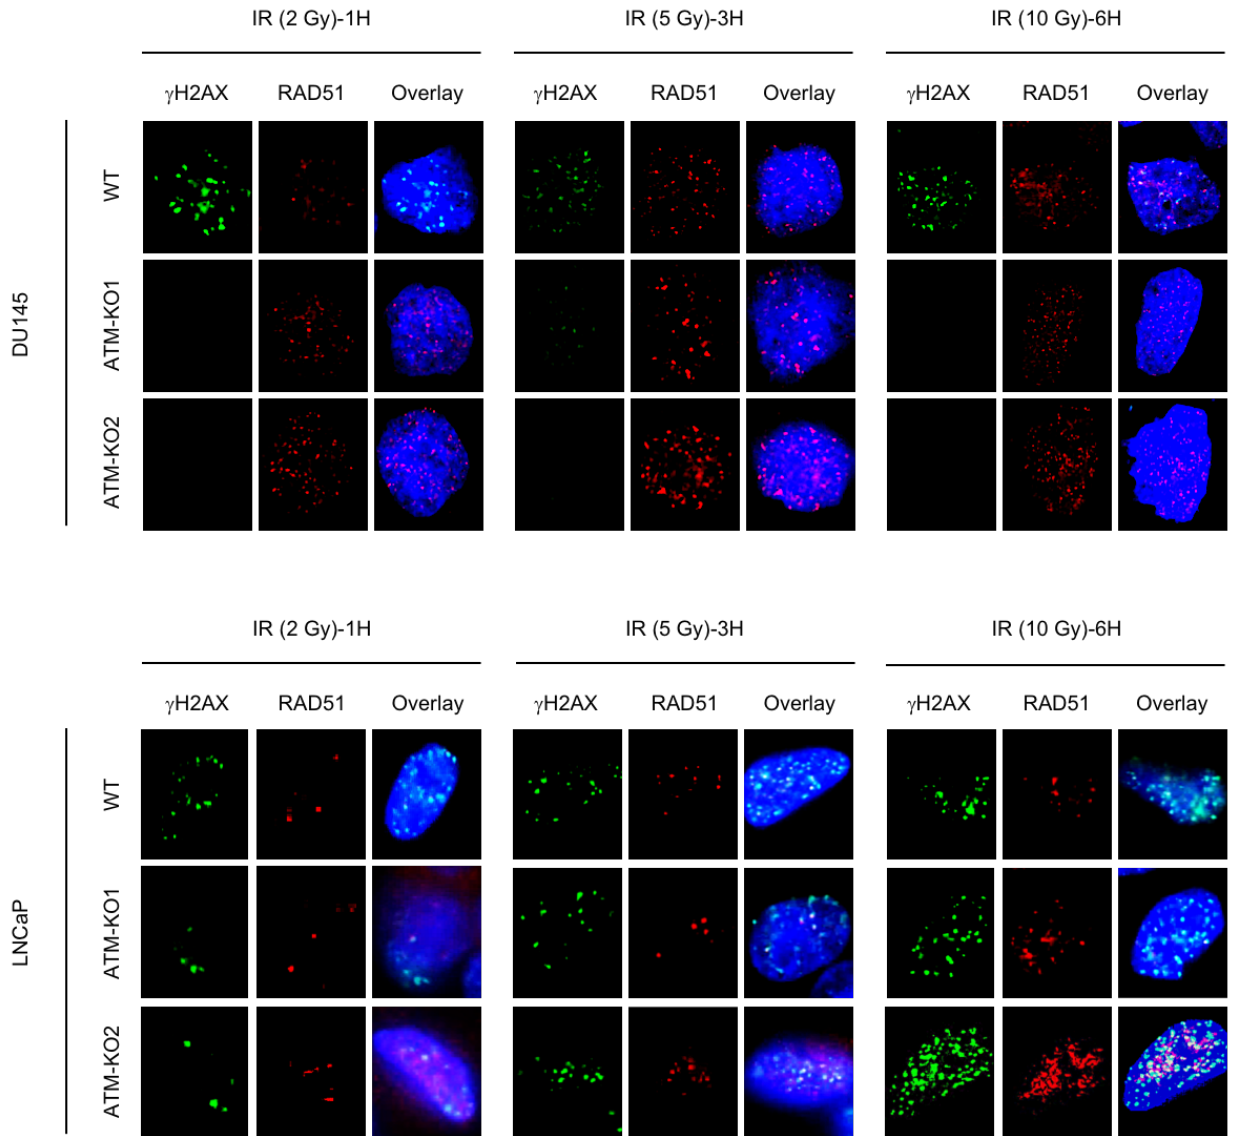 IR (2 Gy)-1H IR (5 Gy)-3H IR (10 Gy)-6H
γH2AX RAD51 Overlay γH2AX RAD51 Overlay γH2AX RAD51 Overlay
DU145
WT
ATM-KO1
ATM-KO2
IR (2 Gy)-1H IR (5 Gy)-3H IR (10 Gy)-6H
γH2AX RAD51 Overlay γH2AX RAD51 Overlay γH2AX RAD51 Overlay
LNCaP
WT
ATM-KO1
ATM-KO2